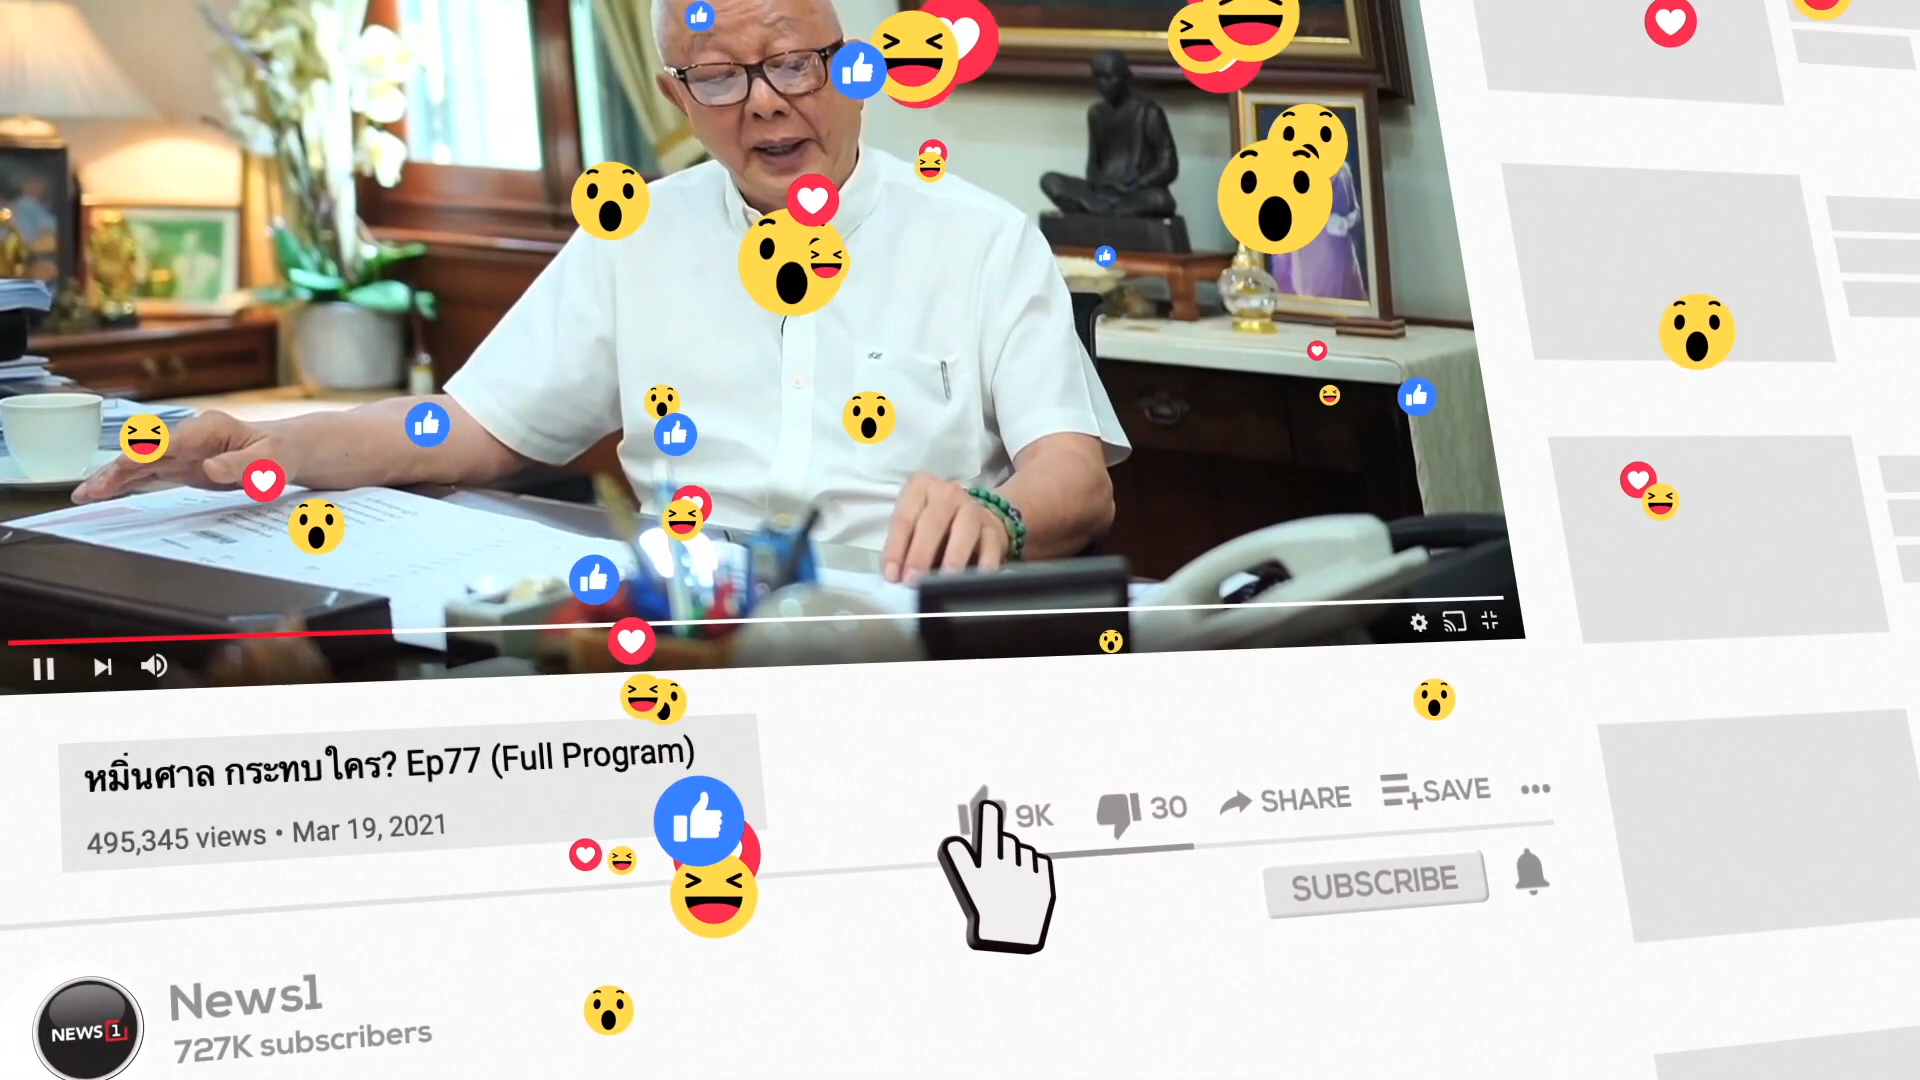 หมิ่นศาล กระทบใคร? Ep77 (Full Program)
495,345 views • Mar 19, 2021
9K
30
SHARE
SAVE
SUBSCRIBE
NEWS 1
News1
727K subscribers